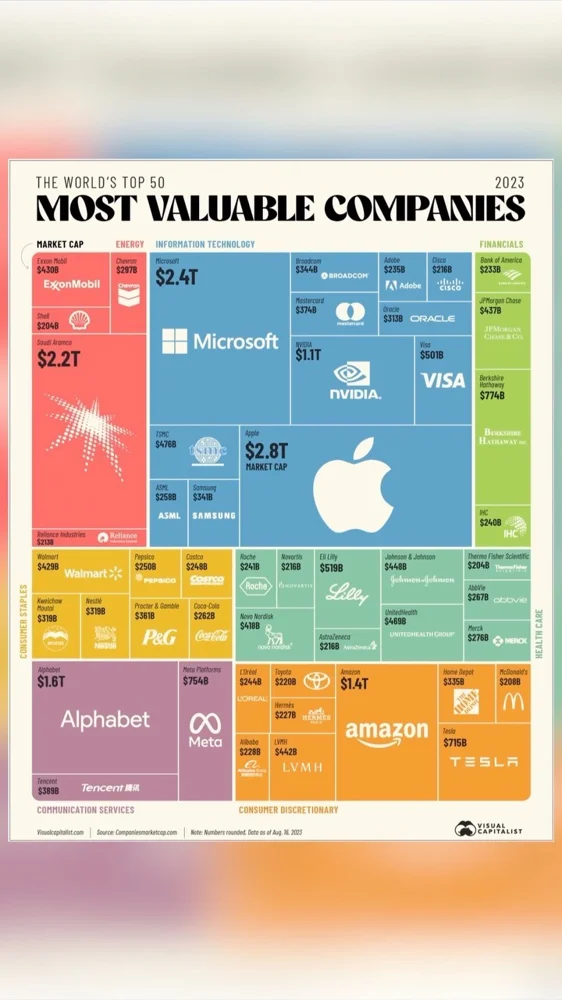 THE WORLD'S TOP 50
2023
MOST VALUABLE COMPANIES
MARKET CAP
ENERGY
INFORMATION TECHNOLOGY
FINANCIALS
Exxon Mobil
$430B
ExxonMobil
Chevron
$297B
Chevron
Shell
$204B
Saudi Aramco
$2.2T
Reliance Industries
$213B
Reliance
Microsoft
$2.4T
Microsoft
Broadcom
$344B
BROADCOM
Adobe
$235B
Adobe
Cisco
$216B
CISCO
Mastercard
$374B
mastercard
Oracle
$313B
ORACLE
NVIDIA
$1.1T
NVIDIA.
Visa
$501B
VISA
TSMC
$476B
tsmc
ASML
$258B
ASML
Samsung
$341B
SAMSUNG
Apple
$2.8T
MARKET CAP
Bank of America
$233B
JPMorgan Chase
$437B
JPMORGAN
CHASE & CO.
Berkshire
Hathaway
$774B
BERKSHIRE
HATHAWAY INC.
IHC
$240B
IHC
CONSUMER STAPLES
Walmart
$429B
Walmart
Pepsico
$250B
PEPSICO
Costco
$248B
COSTCO
Kweichow
Moutai
$319B
Nestlé
$319B
Nestlé
Procter & Gamble
$361B
P&G
Coca-Cola
$262B
Coca-Cola
Roche
$241B
Roche
Novartis
$216B
NOVARTIS
Eli Lilly
$519B
Lilly
Johnson & Johnson
$448B
Johnson & Johnson
Thermo Fisher Scientific
$204B
ThermoFisher
SCIENTIFIC
Novo Nordisk
$418B
novo nordisk
AstraZeneca
$216B
AstraZeneca
UnitedHealth
$469B
UNITEDHEALTH GROUP
AbbVie
$267B
abbvie
Merck
$276B
MERCK
HEALTH CARE
Alphabet
$1.6T
Alphabet
Meta Platforms
$754B
Meta
Tencent
$389B
Tencent 腾讯
L'Oréal
$244B
L'ORÉAL
Toyota
$220B
Hermès
$227B
HERMÈS
Alibaba
$228B
LVMH
$442B
LVMH
Amazon
$1.4T
amazon
Home Depot
$335B
McDonald's
$208B
Tesla
$715B
TESLA
COMMUNICATION SERVICES
CONSUMER DISCRETIONARY
Visualcapitalist.com
Source: Companiesmarketcap.com
Note: Numbers rounded. Data as of Aug. 16, 2023
VISUAL
CAPITALIST